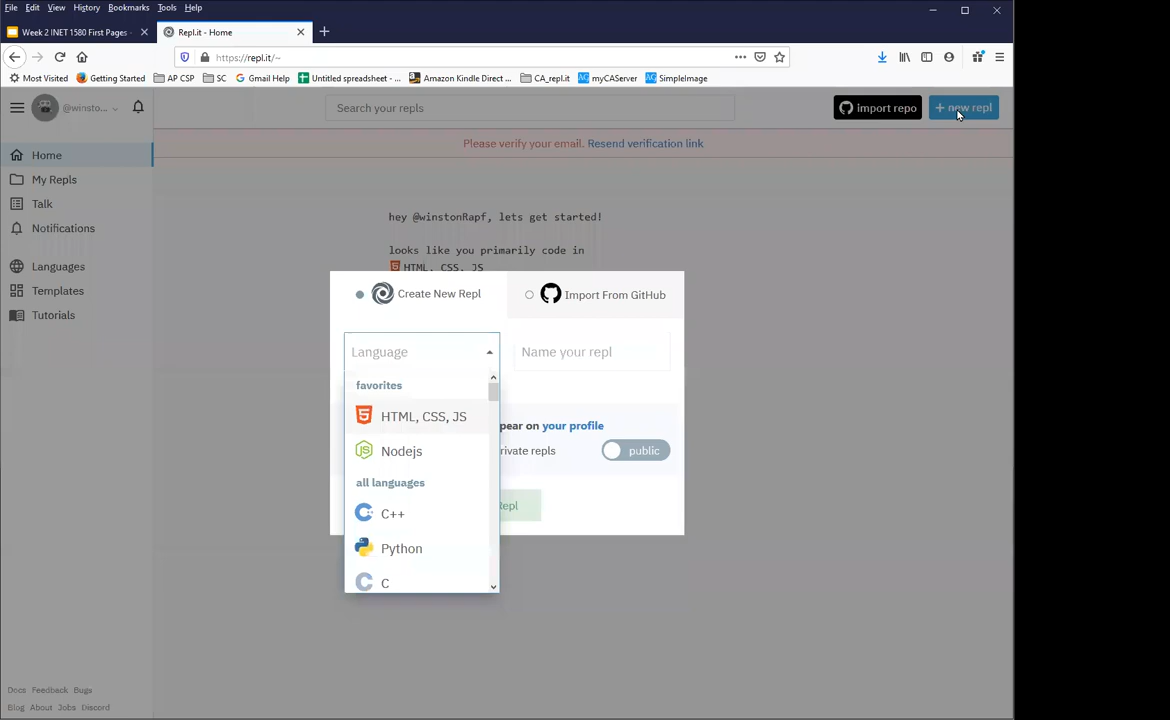 File Edit View History Bookmarks Tools Help
Week 2 INET 1580 First Pages -
Repl.it - Home
https://repl.it/~
Most Visited Getting Started AP CSP SC Gmail Help Untitled spreadsheet - ... Amazon Kindle Direct ... CA_repl.it myCAServer SimpleImage
@winsto...
Search your repls
import repo
+ new repl
Please verify your email. Resend verification link
Home
My Repls
Talk
Notifications
Languages
Templates
Tutorials
hey @winstonRapf, lets get started!
looks like you primarily code in
HTML, CSS, JS
Create New Repl
Import From GitHub
Language
Name your repl
favorites
HTML, CSS, JS
Nodejs
all languages
C++
Python
C
pear on your profile
rivate repls
public
Repl
Docs Feedback Bugs
Blog About Jobs Discord